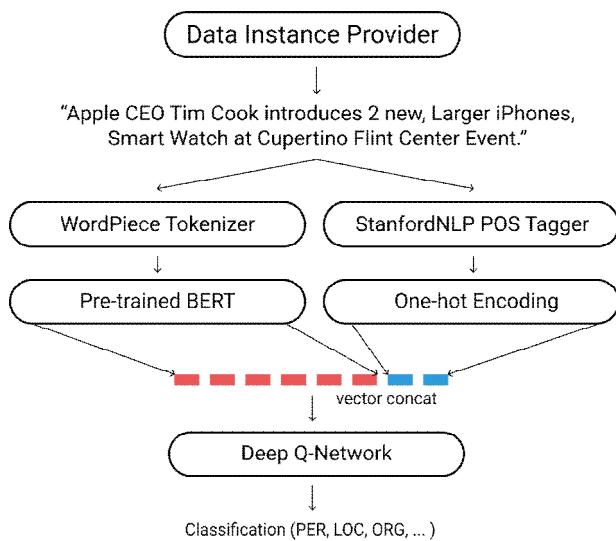 Data Instance Provider
“Apple CEO Tim Cook introduces 2 new, Larger iPhones,
Smart Watch at Cupertino Flint Center Event.”
WordPiece Tokenizer
StanfordNLP POS Tagger
Pre-trained BERT
One-hot Encoding
vector concat
Deep Q-Network
Classification (PER, LOC, ORG, ... )